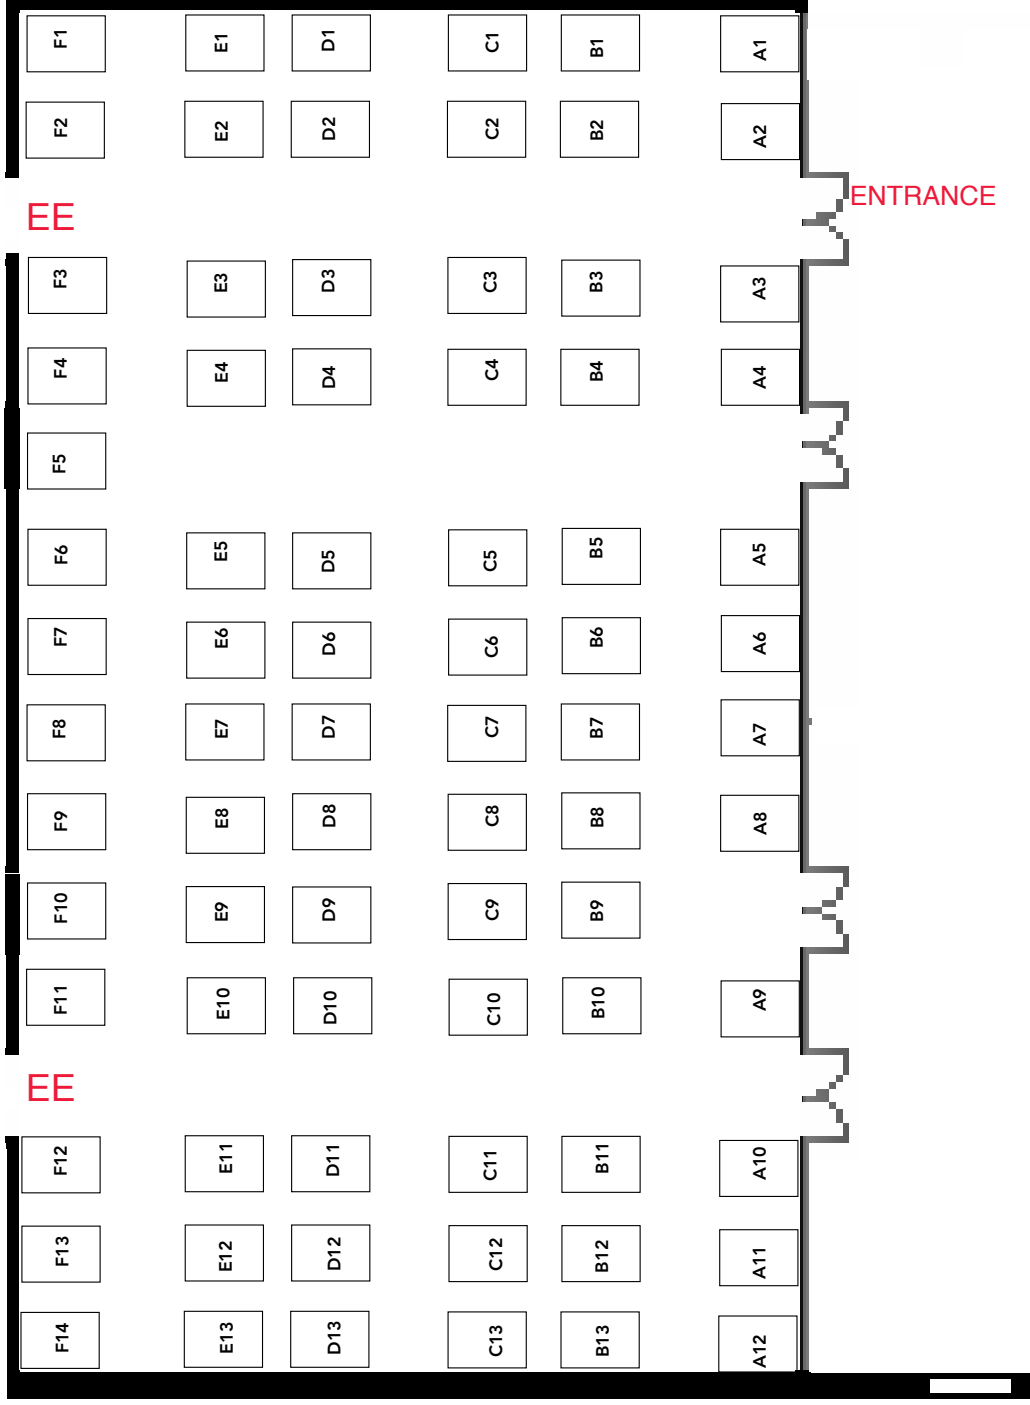 F1 E1 D1 C1 B1 A1
F2 E2 D2 C2 B2 A2
EE ENTRANCE
F3 E3 D3 C3 B3 A3
F4 E4 D4 C4 B4 A4
F5
F6 E5 D5 C5 B5 A5
F7 E6 D6 C6 B6 A6
F8 E7 D7 C7 B7 A7
F9 E8 D8 C8 B8 A8
F10 E9 D9 C9 B9
F11 E10 D10 C10 B10 A9
EE
F12 E11 D11 C11 B11 A10
F13 E12 D12 C12 B12 A11
F14 E13 D13 C13 B13 A12